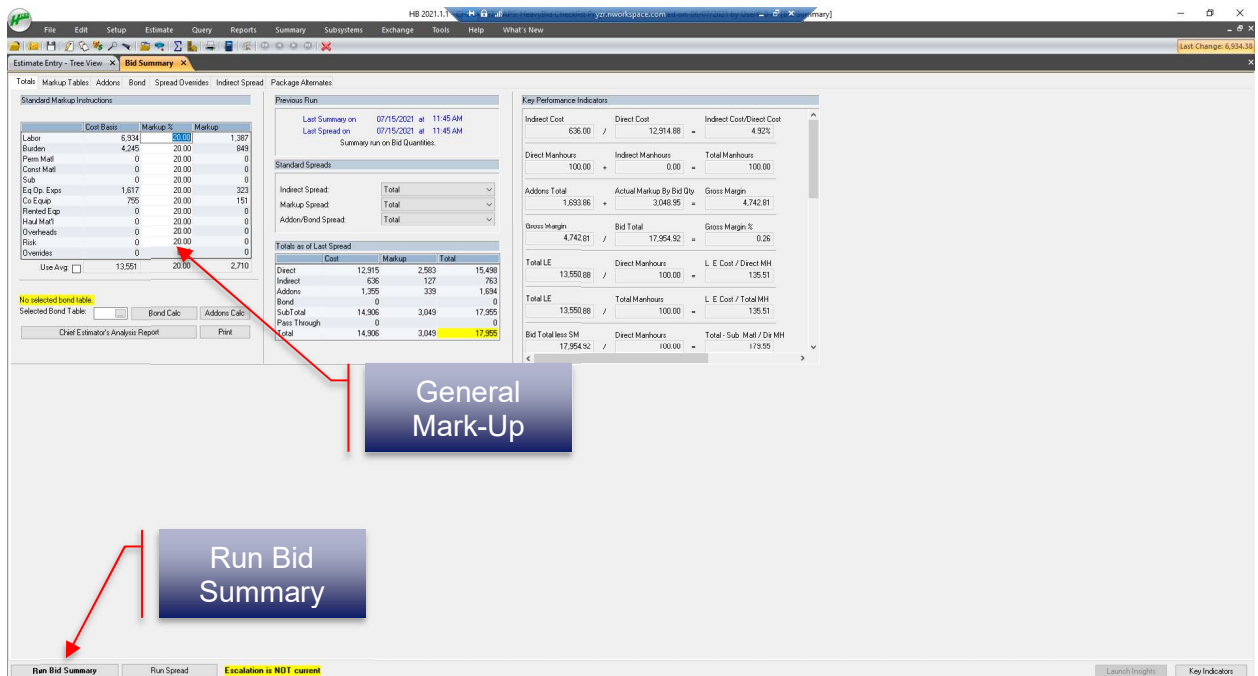 HB 2021.1.1
yzr.nworkspace.com
mmary]
File Edit Setup Estimate Query Reports Summary Subsystems Exchange Tools Help What's New
Last Change: 6,934.38
Estimate Entry - Tree View X Bid Summary X
Totals Markup Tables Addons Bond Spread Overrides Indirect Spread Package Alternates
Standard Markup Instructions
Cost Basis Markup % Markup
Labor 6,934 20.00 1,387
Burden 4,245 20.00 849
Perm Matl 0 20.00 0
Const Matl 0 20.00 0
Sub 0 20.00 0
Eq Op. Exps 1,617 20.00 323
Co Equip 755 20.00 151
Rented Eqp 0 20.00 0
Haul Mat'l 0 20.00 0
Overheads 0 20.00 0
Risk 0 20.00 0
Overrides 0 0
Use Avg: 13,551 20.00 2,710
No selected bond table.
Selected Bond Table: ... Bond Calc Addons Calc
Chief Estimator's Analysis Report Print
Previous Run
Last Summary on 07/15/2021 at 11:45 AM
Last Spread on 07/15/2021 at 11:45 AM
Summary run on Bid Quantities.
Standard Spreads
Indirect Spread: Total
Markup Spread: Total
Addon/Bond Spread: Total
Totals as of Last Spread
Cost Markup Total
Direct 12,915 2,583 15,498
Indirect 636 127 763
Addons 1,355 339 1,694
Bond 0 0
SubTotal 14,906 3,049 17,955
Pass Through 0 0
Total 14,906 3,049 17,955
Key Performance Indicators
Indirect Cost Direct Cost Indirect Cost/Direct Cost
636.00 / 12,914.88 = 4.92%
Direct Manhours Indirect Manhours Total Manhours
100.00 + 0.00 = 100.00
Addons Total Actual Markup By Bid Qty Gross Margin
1,693.86 + 3,048.95 = 4,742.81
Gross Margin Bid Total Gross Margin %
4,742.81 / 17,954.92 = 0.26
Total LE Direct Manhours L E Cost / Direct MH
13,550.88 / 100.00 = 135.51
Total LE Total Manhours L E Cost / Total MH
13,550.88 / 100.00 = 135.51
Bid Total less SM Direct Manhours Total - Sub Matl / Dir MH
17,954.92 / 100.00 = 179.55
General
Mark-Up
Run Bid
Summary
Run Bid Summary Run Spread Escalation is NOT current Launch Insights Key Indicators